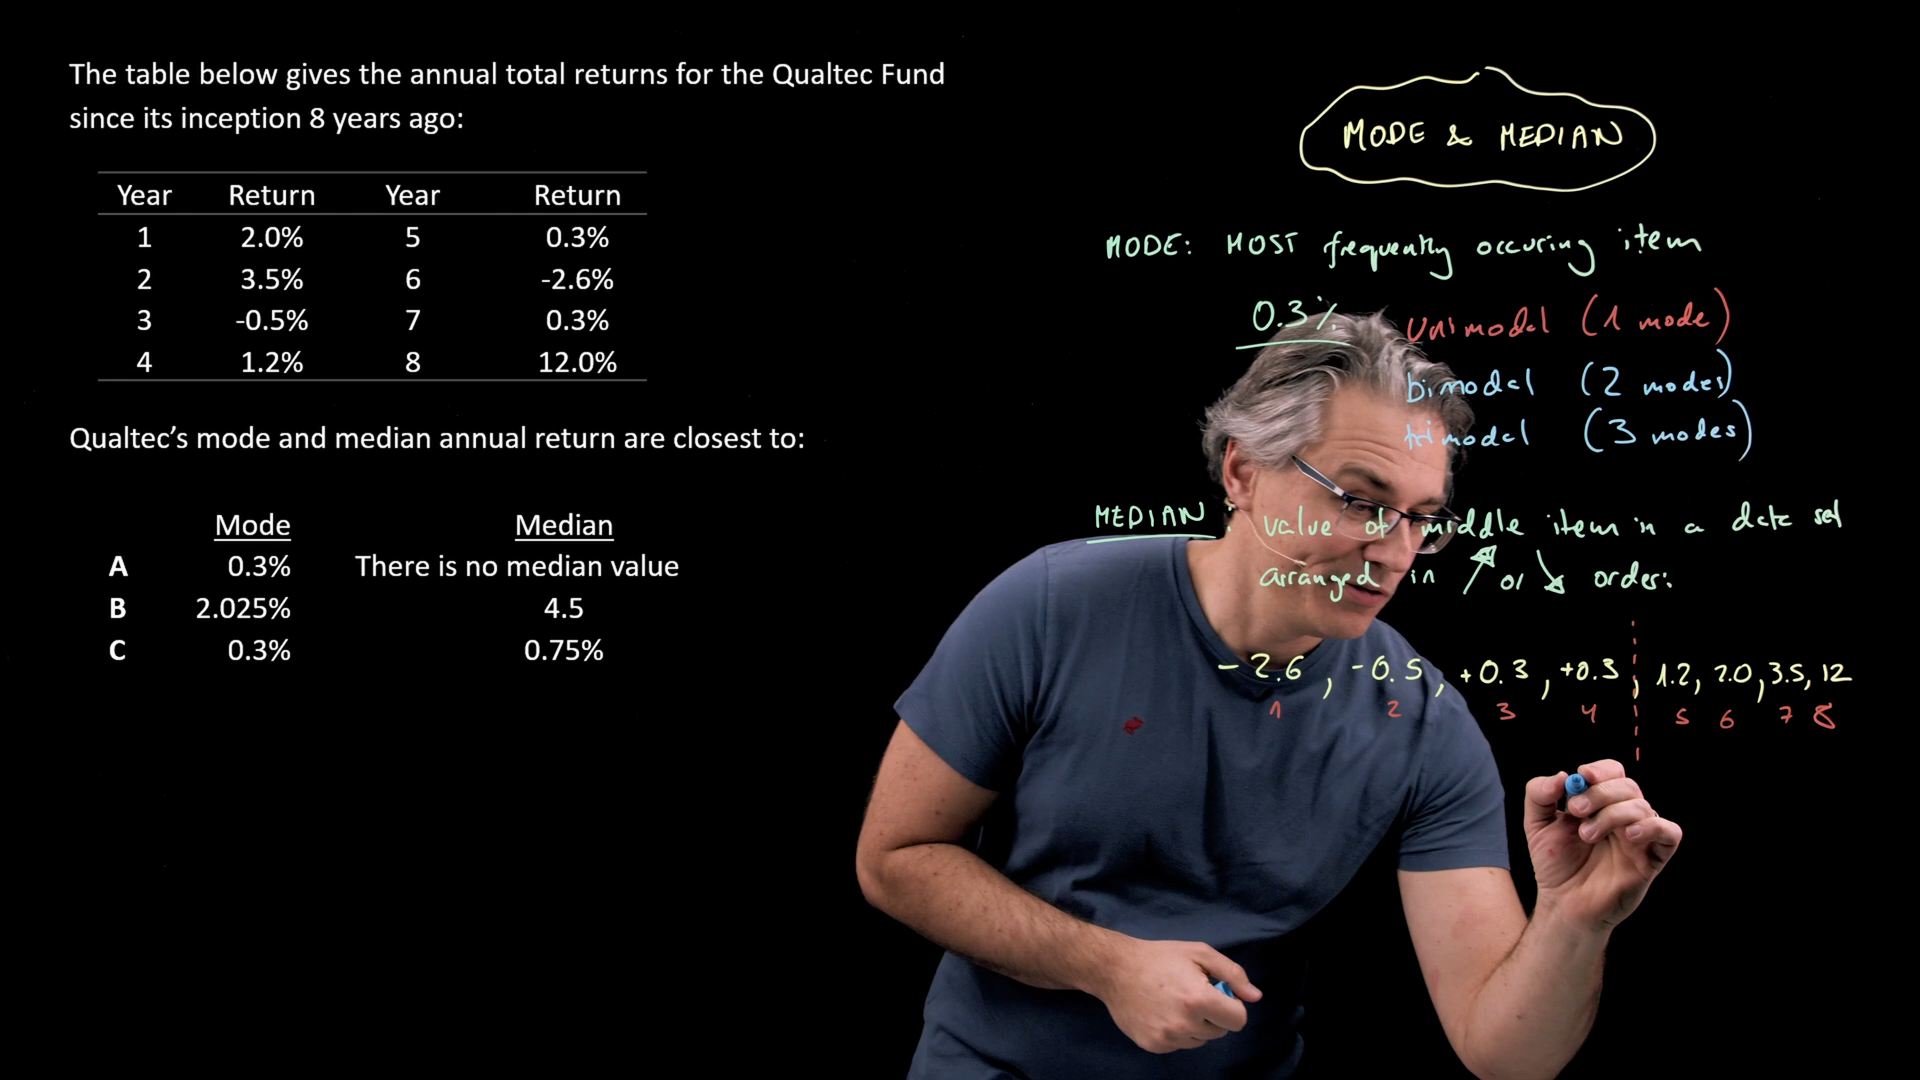 The table below gives the annual total returns for the Qualtec Fund
since its inception 8 years ago:
Year Return Year Return
1 2.0% 5 0.3%
2 3.5% 6 -2.6%
3 -0.5% 7 0.3%
4 1.2% 8 12.0%
Qualtec’s mode and median annual return are closest to:
Mode Median
A 0.3% There is no median value
B 2.025% 4.5
C 0.3% 0.75%
MODE & MEDIAN
MODE: MOST frequently occuring item
0.3% Unimodal (1 mode)
bimodal (2 modes)
trimodal (3 modes)
MEDIAN: value of middle item in a data set
arranged in ↗ or ↘ order:
-2.6, -0.5, +0.3, +0.3, 1.2, 2.0, 3.5, 12
1 2 3 4 5 6 7 8